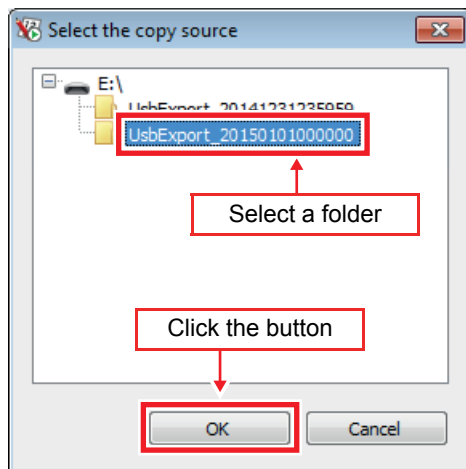 Select the copy source
E:\
UsbExport_20141231235959
UsbExport_20150101000000
Select a folder
Click the button
OK
Cancel